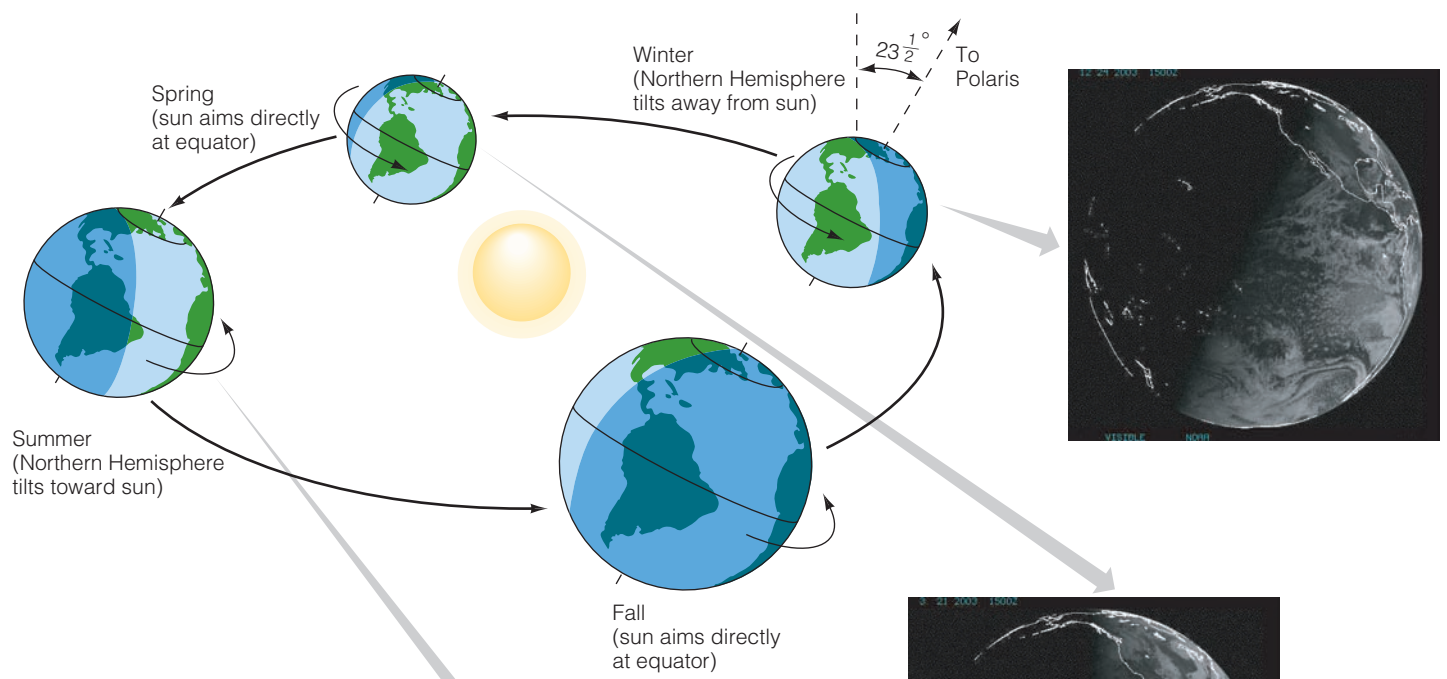 Winter
(Northern Hemisphere
tilts away from sun)
23 1/2°
To
Polaris
12 24 2003 1500Z
Spring
(sun aims directly
at equator)
VISIBLE NOAA
Summer
(Northern Hemisphere
tilts toward sun)
Fall
(sun aims directly
at equator)
3 21 2003 1500Z